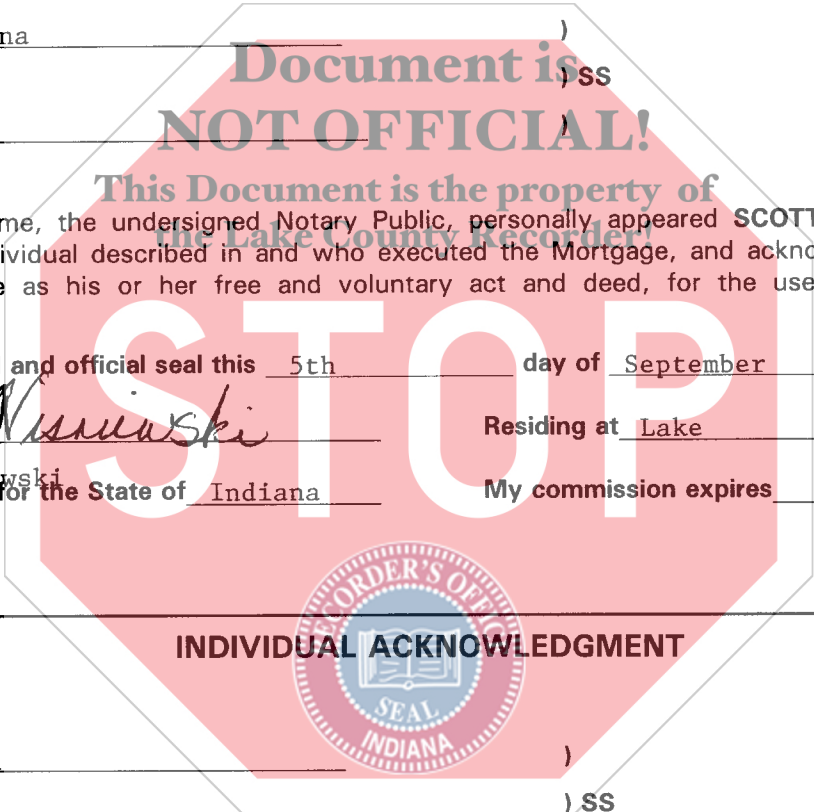 na )
Document is
) SS
NOT OFFICIAL!
)
This Document is the property of
me, the undersigned Notary Public, personally appeared SCOTT
the Lake County Recorder!
ividual described in and who executed the Mortgage, and ackno
e as his or her free and voluntary act and deed, for the use
STOP
and official seal this 5th day of September
Wisniewski Residing at Lake
wski
for the State of Indiana My commission expires
RECORDER'S OFFICE
INDIVIDUAL ACKNOWLEDGMENT
SEAL
INDIANA
)
) SS